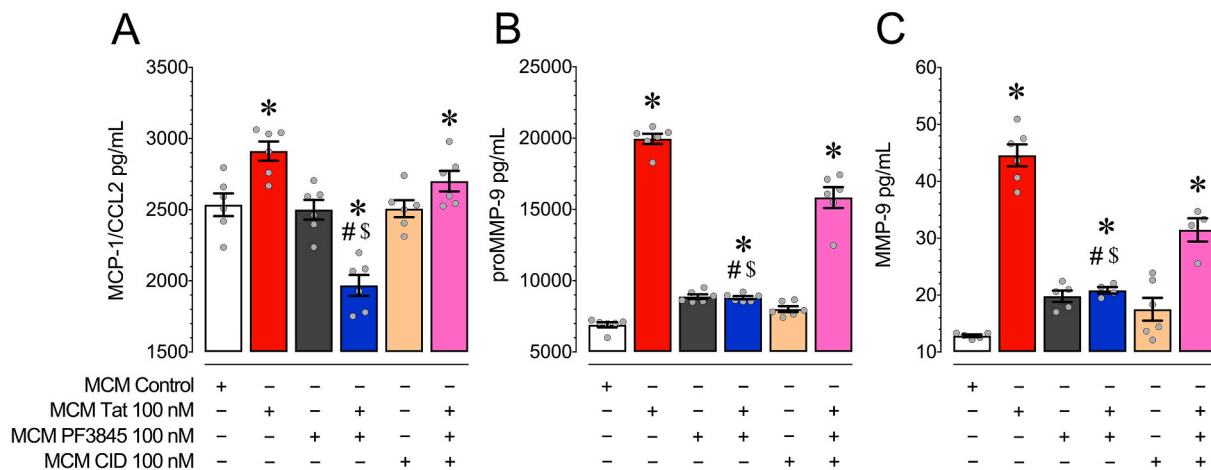 A B C
3500 25000 60
3000 20000 50
2500 15000 40
2000 10000 30
1500 5000 20
10
MCP-1/CCL2 pg/mL
proMMP-9 pg/mL
MMP-9 pg/mL
* * # $ *
* * # $ *
* * # $ *
MCM Control + – – – – – + – – – – – + – – – – –
MCM Tat 100 nM – + – + – + – + – + – + – + – + – +
MCM PF3845 100 nM – – + + – + – – + + – + – – + + – +
MCM CID 100 nM – – – – + + – – – – + + – – – – + +